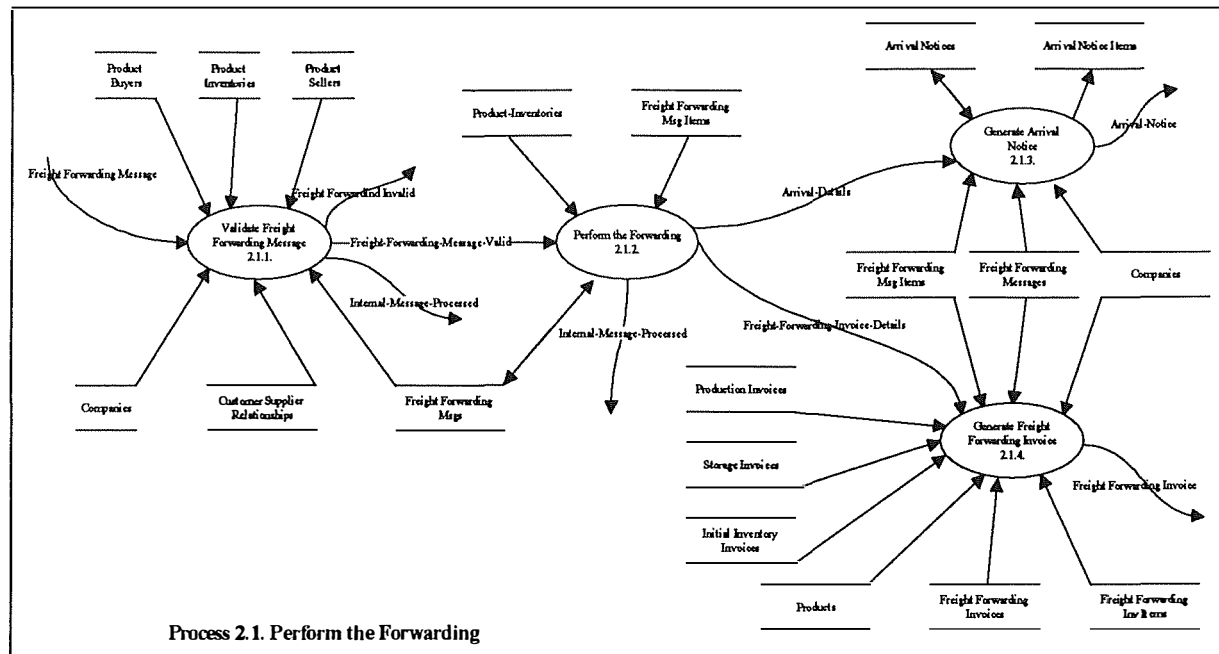 Arrival Notices
Arrival Notice Items
Product
Buyers
Product
Inventories
Product
Sellers
Product-Inventories
Freight Forwarding
Msg Items
Generate Arrival
Notice
2.1.3.
Arrival-Notice
Freight Forwarding Message
Freight Forwarding Invalid
Arrival-Details
Validate Freight
Forwarding Message
2.1.1.
Freight-Forwarding-Message-Valid
Perform the Forwarding
2.1.2.
Freight Forwarding
Msg Items
Freight Forwarding
Messages
Companies
Internal-Message-Processed
Internal-Message-Processed
Freight-Forwarding-Invoice-Details
Companies
Customer Supplier
Relationships
Freight Forwarding
Msgs
Production Invoices
Generate Freight
Forwarding Invoice
2.1.4.
Storage Invoices
Freight Forwarding Invoice
Initial Inventory
Invoices
Products
Freight Forwarding
Invoices
Freight Forwarding
Inv Items
Process 2.1. Perform the Forwarding